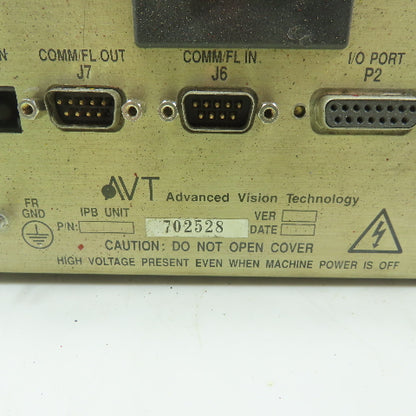 N COMM/FL OUT COMM/FL IN I/O PORT
J7 J6 P2
AVT Advanced Vision Technology
FR GND IPB UNIT VER
P/N: 702528 DATE
CAUTION: DO NOT OPEN COVER
HIGH VOLTAGE PRESENT EVEN WHEN MACHINE POWER IS OFF